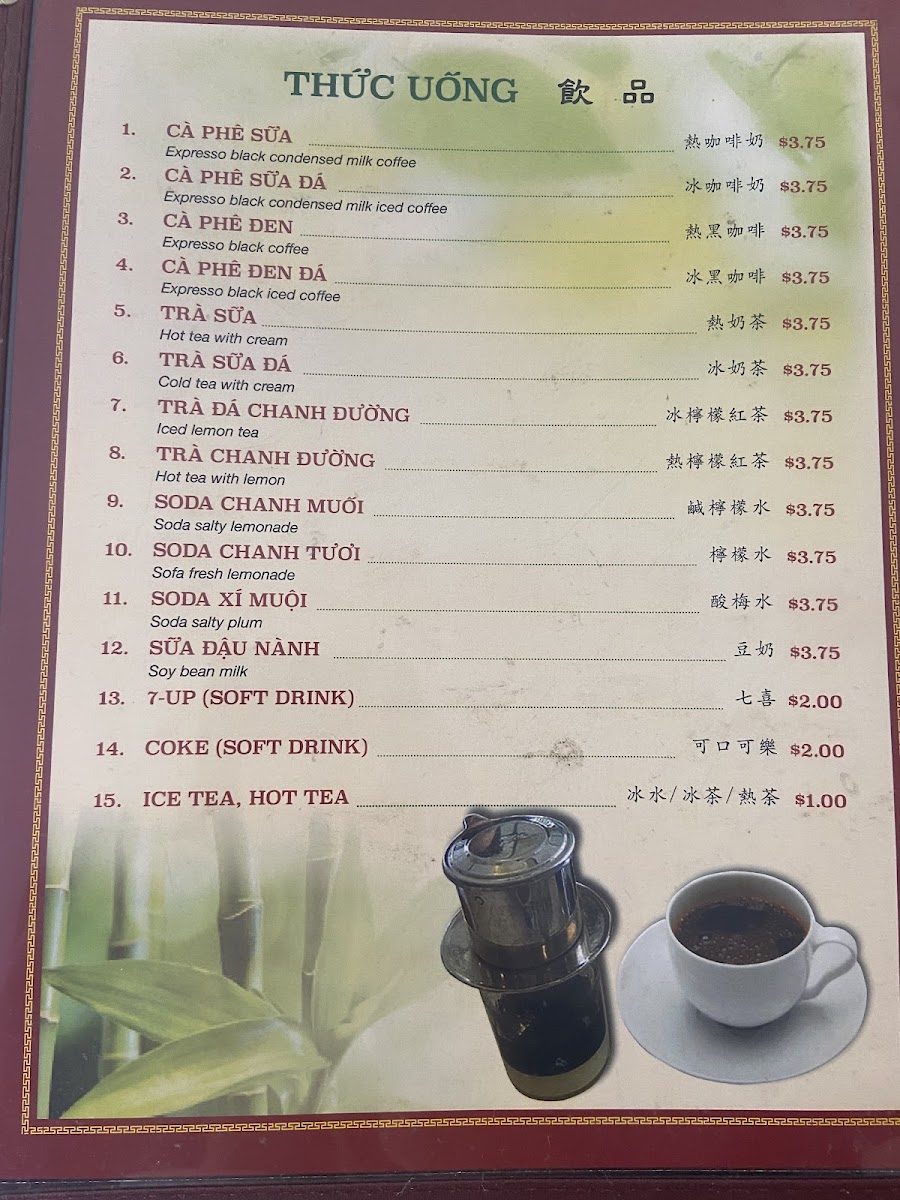 THỨC UỐNG 飲 品
1. CÀ PHÊ SỮA 熱咖啡奶 $3.75
Expresso black condensed milk coffee
2. CÀ PHÊ SỮA ĐÁ 冰咖啡奶 $3.75
Expresso black condensed milk iced coffee
3. CÀ PHÊ ĐEN 熱黑咖啡 $3.75
Expresso black coffee
4. CÀ PHÊ ĐEN ĐÁ 冰黑咖啡 $3.75
Expresso black iced coffee
5. TRÀ SỮA 熱奶茶 $3.75
Hot tea with cream
6. TRÀ SỮA ĐÁ 冰奶茶 $3.75
Cold tea with cream
7. TRÀ ĐÁ CHANH ĐƯỜNG 冰檸檬紅茶 $3.75
Iced lemon tea
8. TRÀ CHANH ĐƯỜNG 熱檸檬紅茶 $3.75
Hot tea with lemon
9. SODA CHANH MUỐI 鹹檸檬水 $3.75
Soda salty lemonade
10. SODA CHANH TƯƠI 檸檬水 $3.75
Sofa fresh lemonade
11. SODA XÍ MUỘI 酸梅水 $3.75
Soda salty plum
12. SỮA ĐẬU NÀNH 豆奶 $3.75
Soy bean milk
13. 7-UP (SOFT DRINK) 七喜 $2.00
14. COKE (SOFT DRINK) 可口可樂 $2.00
15. ICE TEA, HOT TEA 冰水/冰茶/熱茶 $1.00